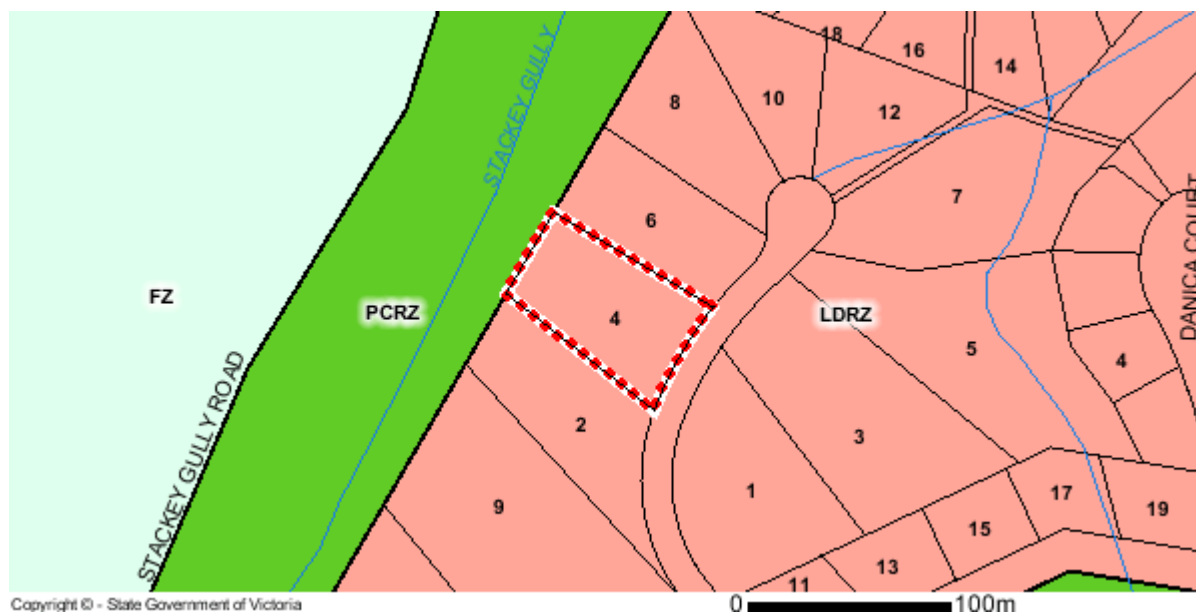 18
16
14
10
8
12
STACKEY GULLY
7
DANICA COURT
6
FZ
PCRZ
4
LDRZ
5
4
STACKEY GULLY ROAD
2
3
9
1
17
19
15
13
11
Copyright © - State Government of Victoria
0
100m